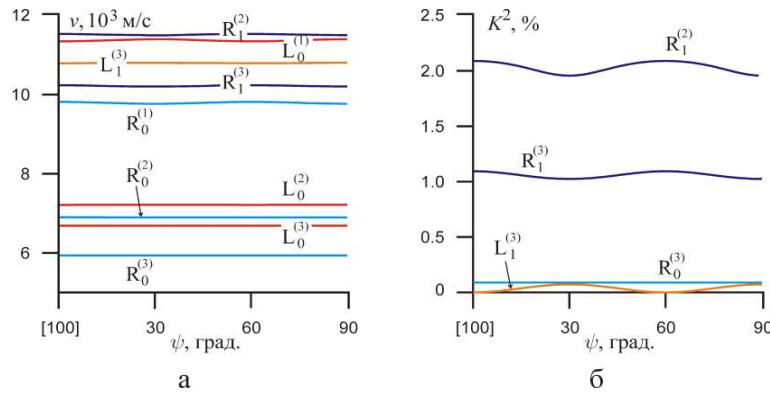 12
v, 10³ м/с
R₁⁽²⁾
L₀⁽¹⁾
L₁⁽³⁾
R₁⁽³⁾
10
R₀⁽¹⁾
8
R₀⁽²⁾
L₀⁽²⁾
L₀⁽³⁾
6
R₀⁽³⁾
[100] 30 60 90
ψ, град.
а
2.5
K², %
R₁⁽²⁾
2.0
1.5
R₁⁽³⁾
1.0
0.5
L₁⁽³⁾
R₀⁽³⁾
0
[100] 30 60 90
ψ, град.
б